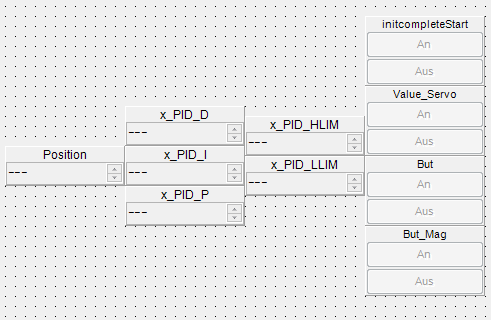 initcompleteStart
An
Aus
Value_Servo
An
Aus
x_PID_D
---
x_PID_HLIM
---
Position
---
x_PID_I
---
x_PID_LLIM
---
But
An
Aus
x_PID_P
---
But_Mag
An
Aus